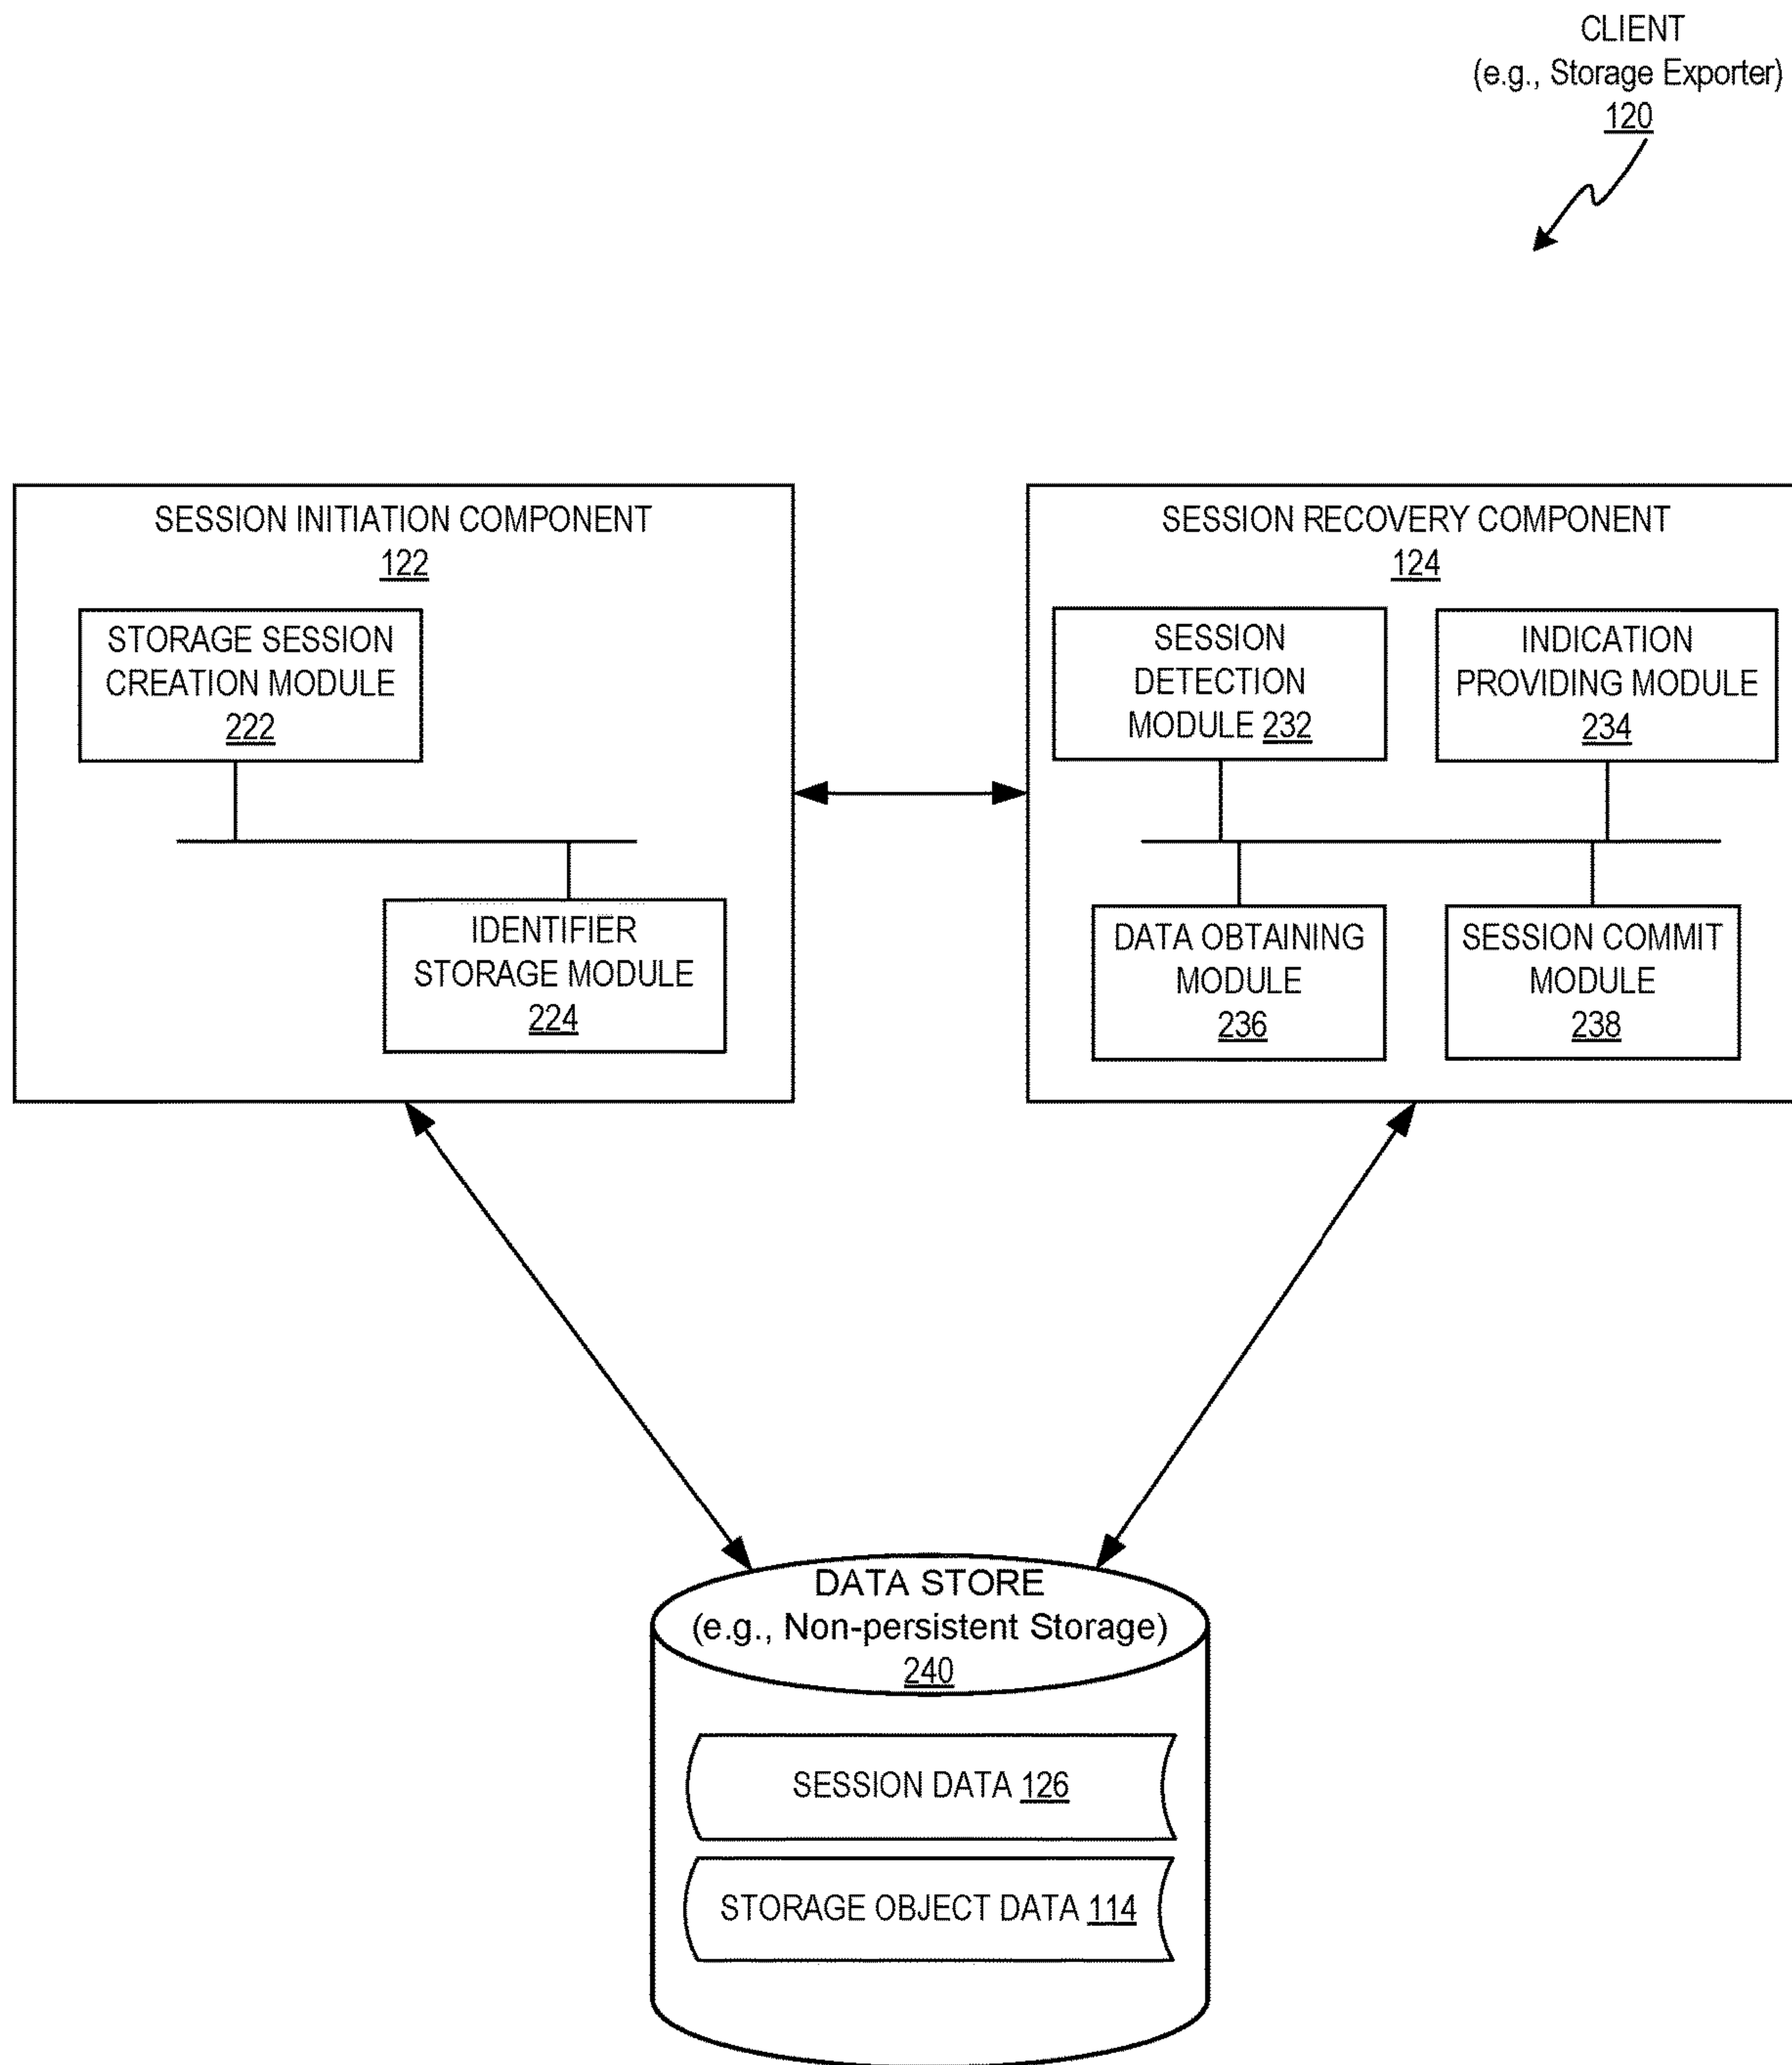 CLIENT
(e.g., Storage Exporter)
120
SESSION INITIATION COMPONENT
122
STORAGE SESSION
CREATION MODULE
222
IDENTIFIER
STORAGE MODULE
224
SESSION RECOVERY COMPONENT
124
SESSION
DETECTION
MODULE 232
INDICATION
PROVIDING MODULE
234
DATA OBTAINING
MODULE
236
SESSION COMMIT
MODULE
238
DATA STORE
(e.g., Non-persistent Storage)
240
SESSION DATA 126
STORAGE OBJECT DATA 114